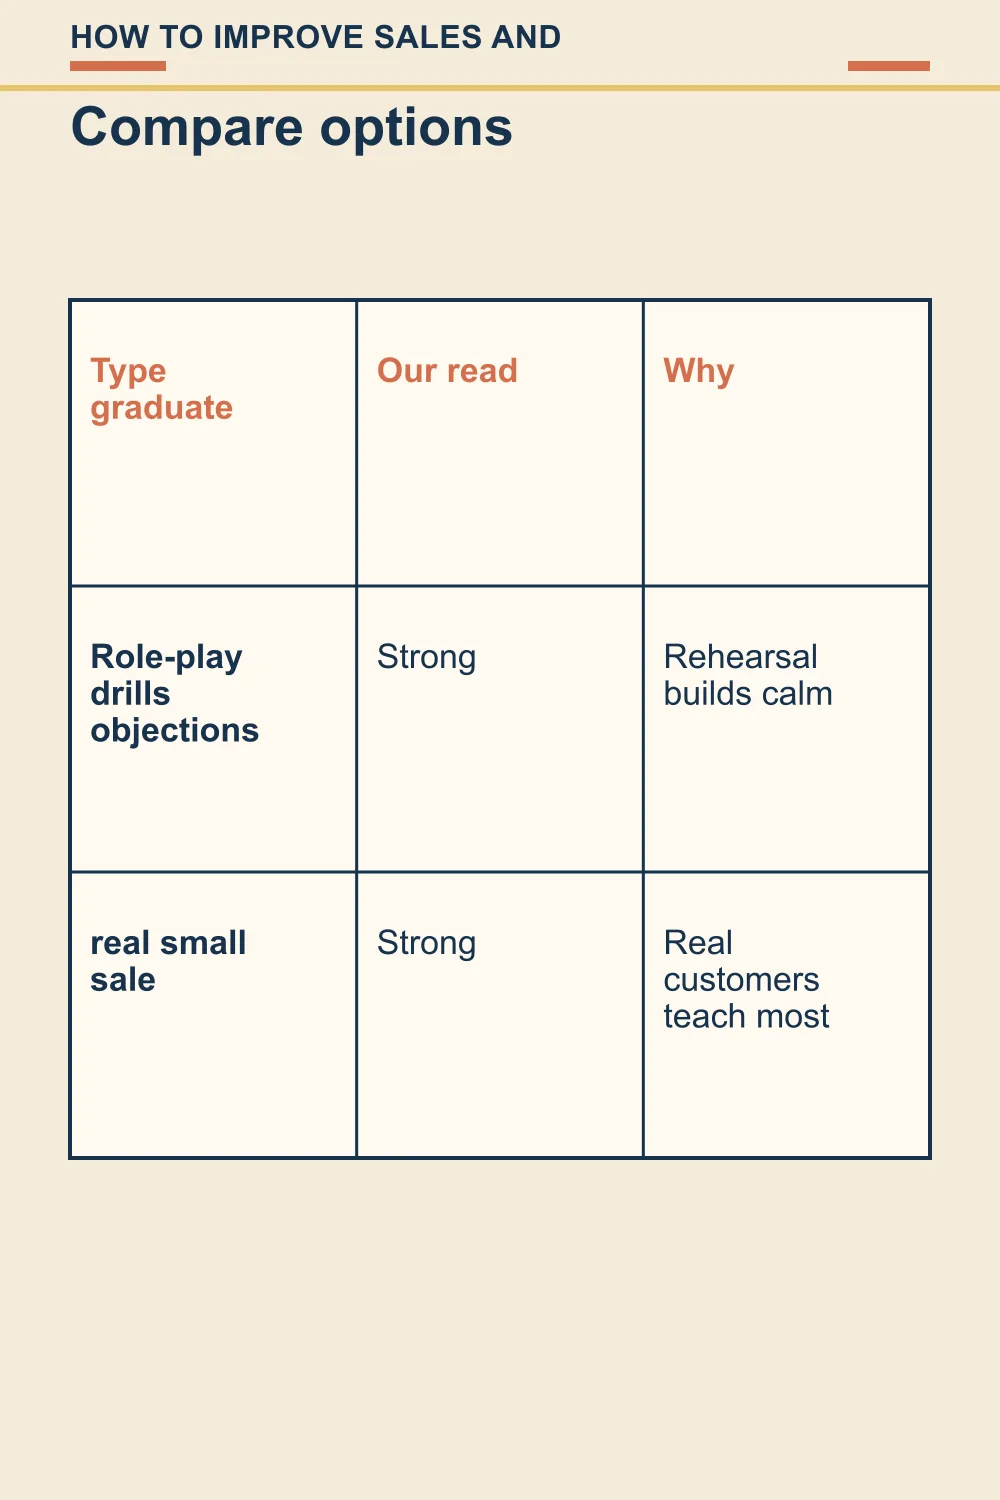 HOW TO IMPROVE SALES AND
Compare options
Type
graduate
Our read
Why
Role-play
drills
objections
Strong
Rehearsal
builds calm
real small
sale
Strong
Real
customers
teach most